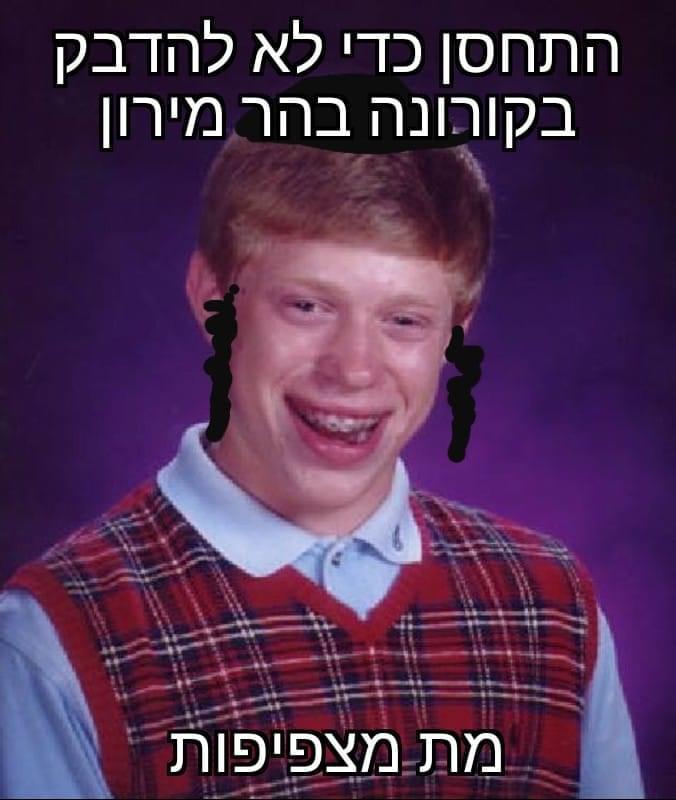 התחסן כדי לא להדבק
בקורונה בהר מירון
מת מצפיפות